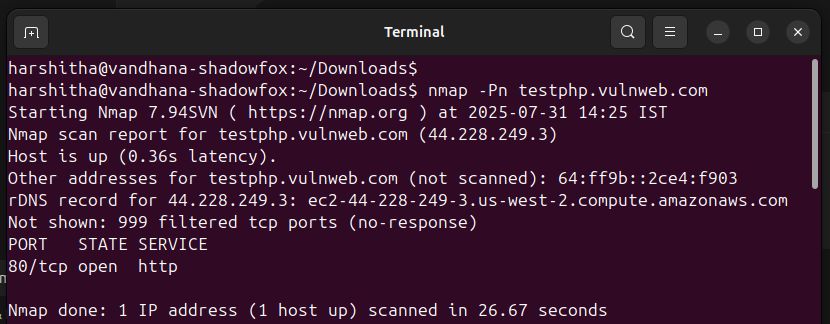 Terminal
harshitha@vandhana-shadowfox:~/Downloads$
harshitha@vandhana-shadowfox:~/Downloads$ nmap -Pn testphp.vulnweb.com
Starting Nmap 7.94SVN ( https://nmap.org ) at 2025-07-31 14:25 IST
Nmap scan report for testphp.vulnweb.com (44.228.249.3)
Host is up (0.36s latency).
Other addresses for testphp.vulnweb.com (not scanned): 64:ff9b::2ce4:f903
rDNS record for 44.228.249.3: ec2-44-228-249-3.us-west-2.compute.amazonaws.com
Not shown: 999 filtered tcp ports (no-response)
PORT   STATE SERVICE
80/tcp open  http
Nmap done: 1 IP address (1 host up) scanned in 26.67 seconds